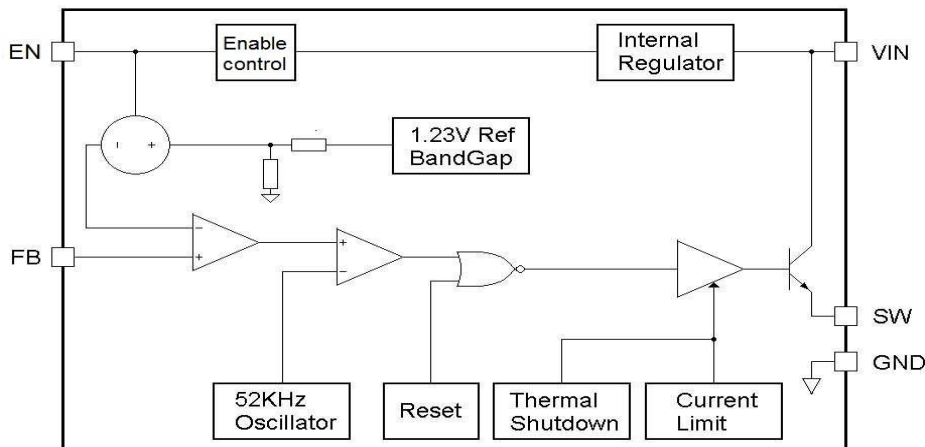 EN
Enable
control
Internal
Regulator
VIN
- +
1.23V Ref
BandGap
-
+
FB
+
-
SW
GND
52KHz
Oscillator
Reset
Thermal
Shutdown
Current
Limit